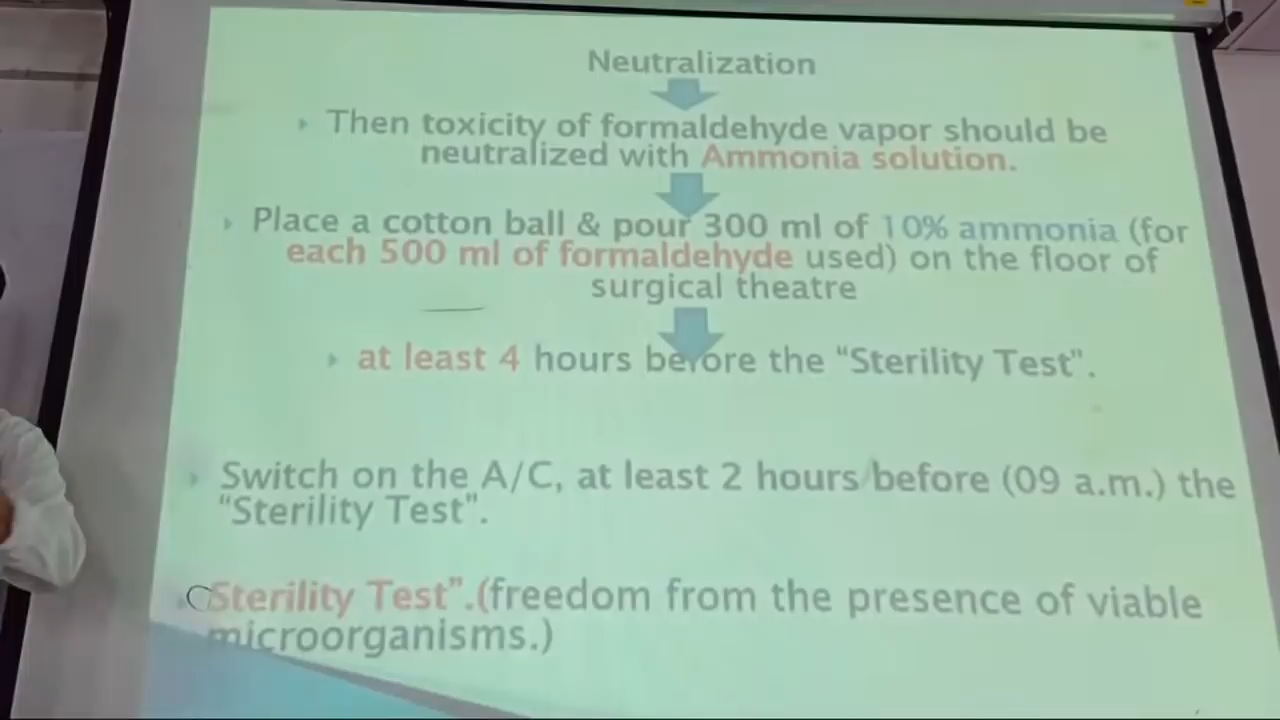 Neutralization
Then toxicity of formaldehyde vapor should be
neutralized with Ammonia solution.
Place a cotton ball & pour 300 ml of 10% ammonia (for
each 500 ml of formaldehyde used) on the floor of
surgical theatre
at least 4 hours before the “Sterility Test”.
Switch on the A/C, at least 2 hours before (09 a.m.) the
“Sterility Test”.
Sterility Test”.(freedom from the presence of viable
microorganisms.)